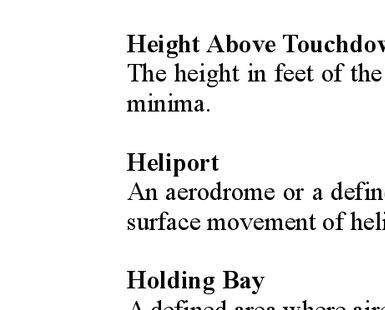 Height Above Touchdow
The height in feet of the
minima.
Heliport
An aerodrome or a defin
surface movement of heli
Holding Bay
A defined area where airc